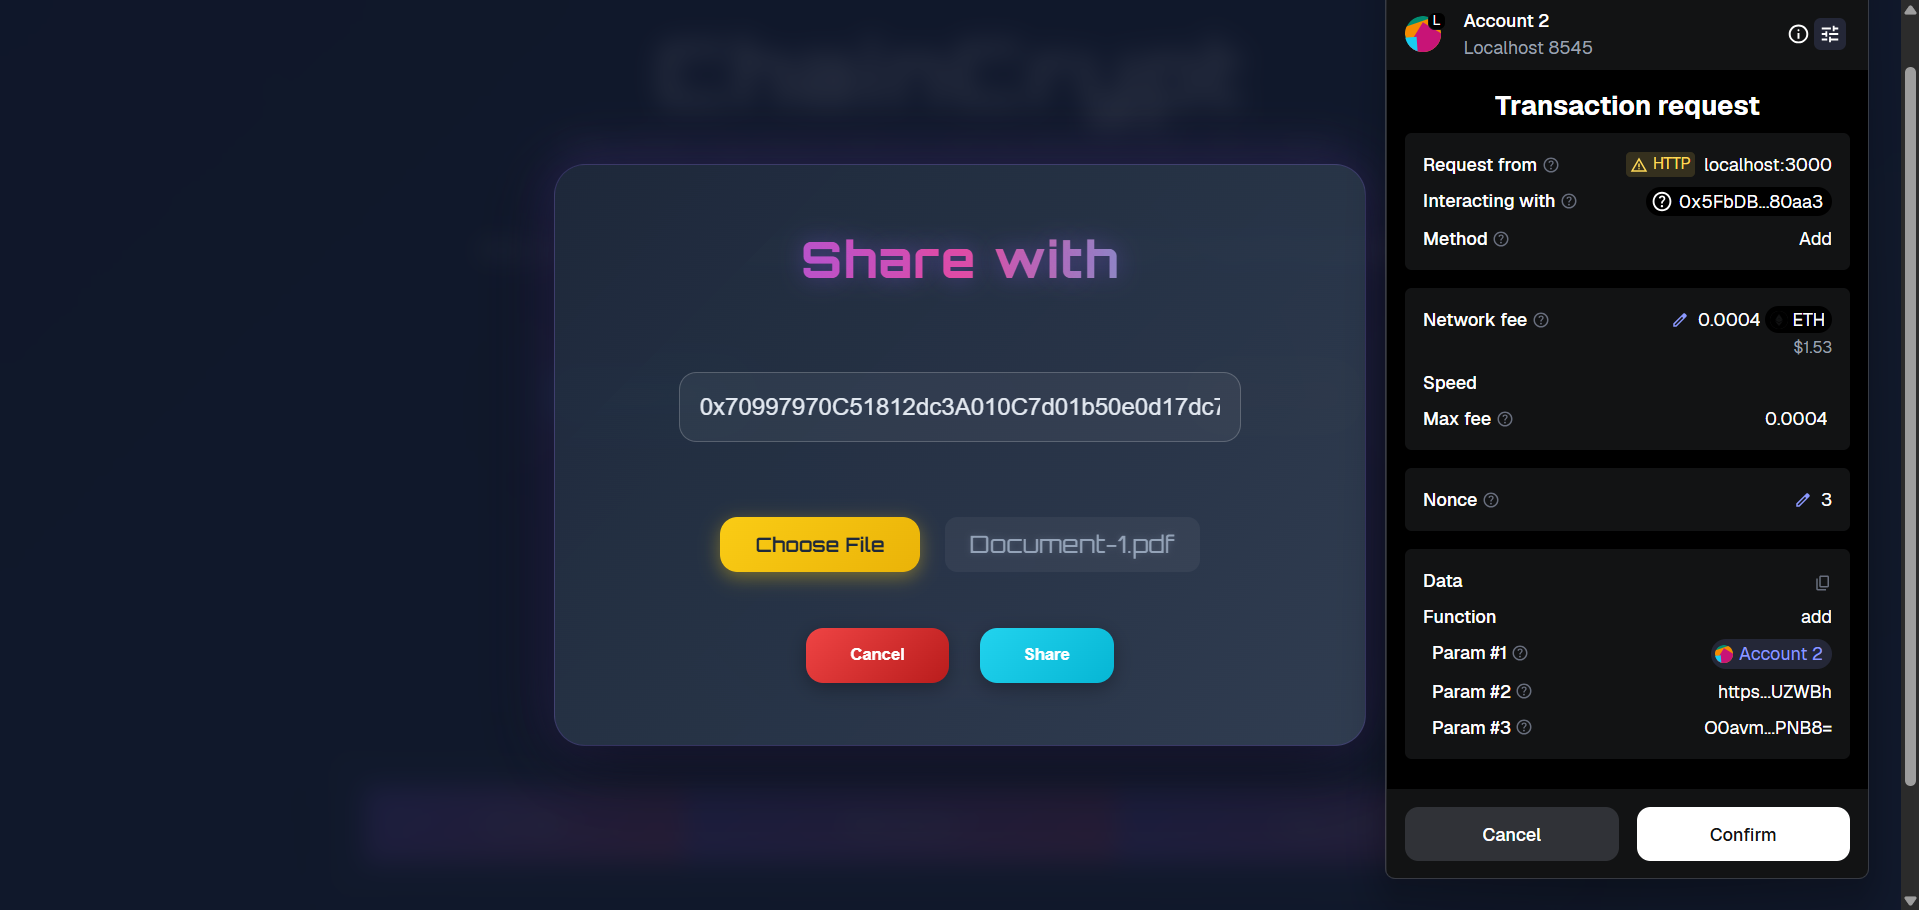 ChainCrypt
Share with
0x70997970C51812dc3A010C7d01b50e0d17dc7
Choose File
Document-1.pdf
Cancel
Share
L
Account 2
Localhost 8545
Transaction request
Request from HTTP localhost:3000
Interacting with 0x5FbDB...80aa3
Method Add
Network fee 0.0004 ETH
$1.53
Speed
Max fee 0.0004
Nonce 3
Data
Function add
Param #1 Account 2
Param #2 https...UZWBh
Param #3 O0avm...PNB8=
Cancel
Confirm